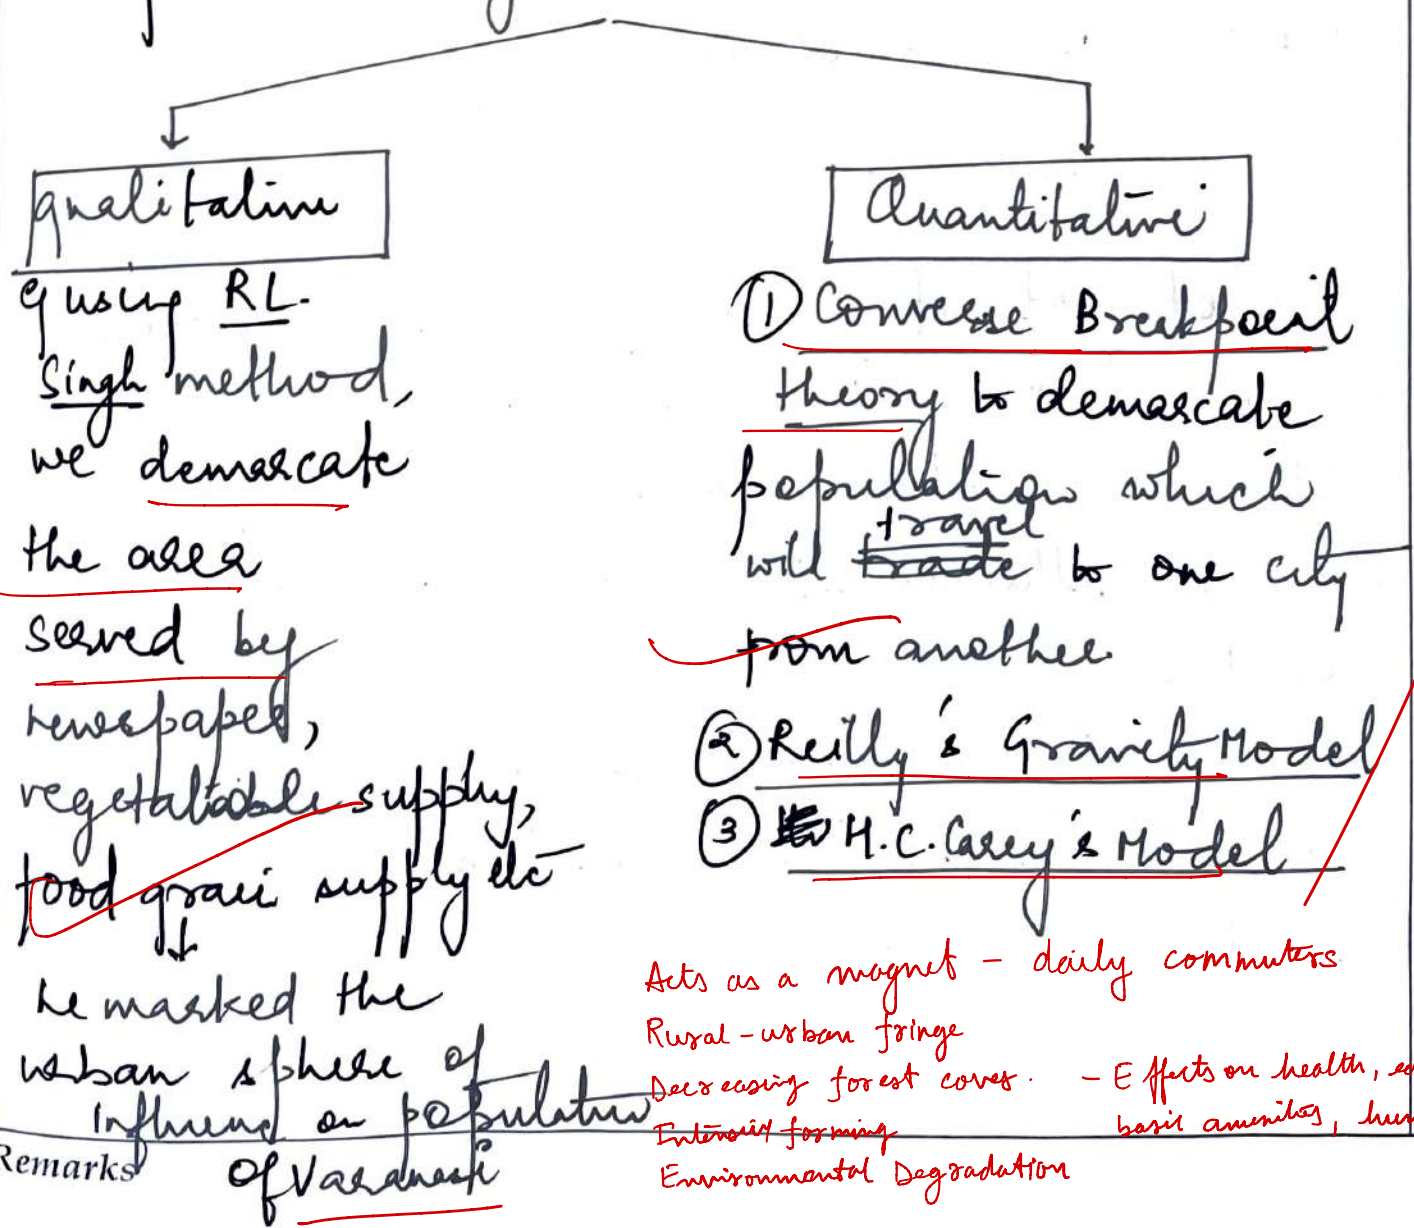 qualitative
eg using RL.
Singh method,
we demarcate
the area
served by
newspaper,
supply,
food grain supply etc
↓
he marked the
urban sphere of
influence on population
of Varanasi
Quantitative
① Converse Breakpoint
theory to demarcate
population which
travel
will trade to one city
from another
② Reilly's Gravity Model
③ H.C. Carey's Model
Acts as a magnet - daily commuters
Rural-urban fringe
Decreasing forest cover. - Effects on health,
basic amenities,
Intensity farming
Environmental Degradation
Remarks